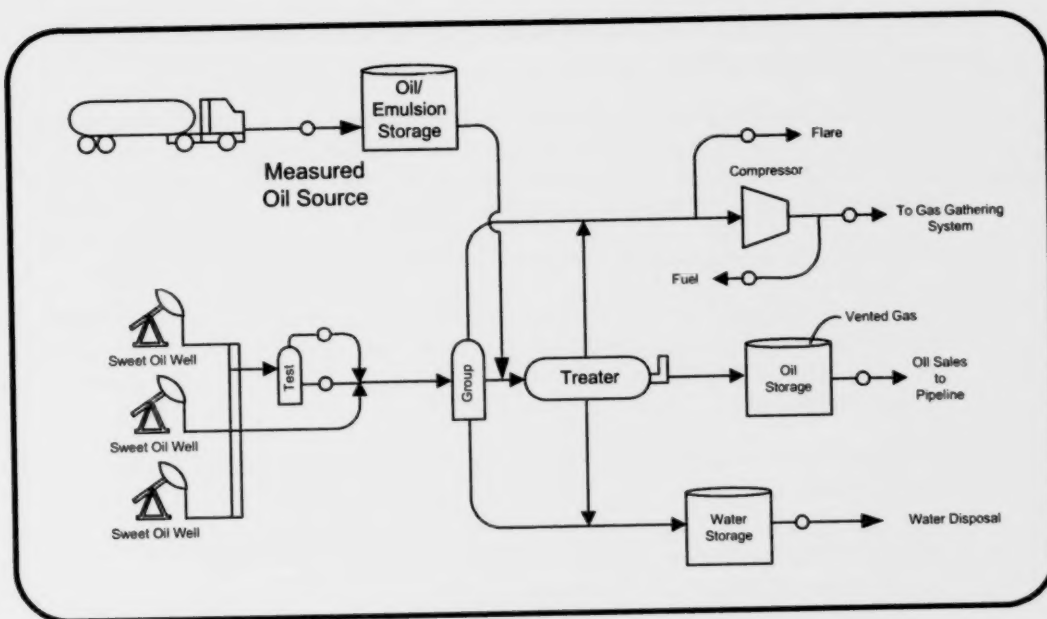 Oil/
Emulsion
Storage
Measured
Oil Source
Flare
Compressor
To Gas Gathering
System
Fuel
Vented Gas
Sweet Oil Well
Test
Group
Treater
Oil
Storage
Oil Sales
to
Pipeline
Sweet Oil Well
Sweet Oil Well
Water
Storage
Water Disposal